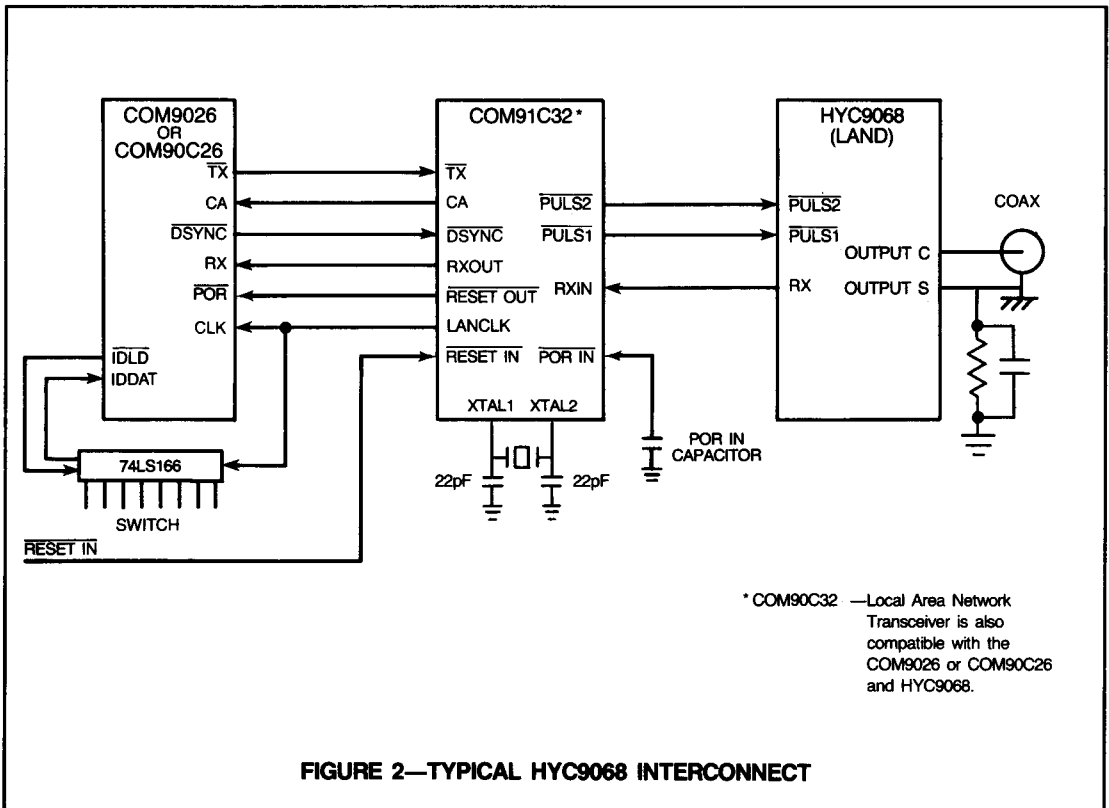 COM9026
OR
COM90C26
TX
CA
DSYNC
RX
POR
CLK
IDLD
IDDAT
74LS166
SWITCH
RESET IN
COM91C32 *
TX
CA
DSYNC
RXOUT
RESET OUT
LANCLK
RESET IN
PULS2
PULS1
RXIN
POR IN
XTAL1 XTAL2
22pF
22pF
POR IN
CAPACITOR
HYC9068
(LAND)
PULS2
PULS1
RX
OUTPUT C
OUTPUT S
COAX
* COM90C32 —Local Area Network
Transceiver is also
compatible with the
COM9026 or COM90C26
and HYC9068.
FIGURE 2—TYPICAL HYC9068 INTERCONNECT